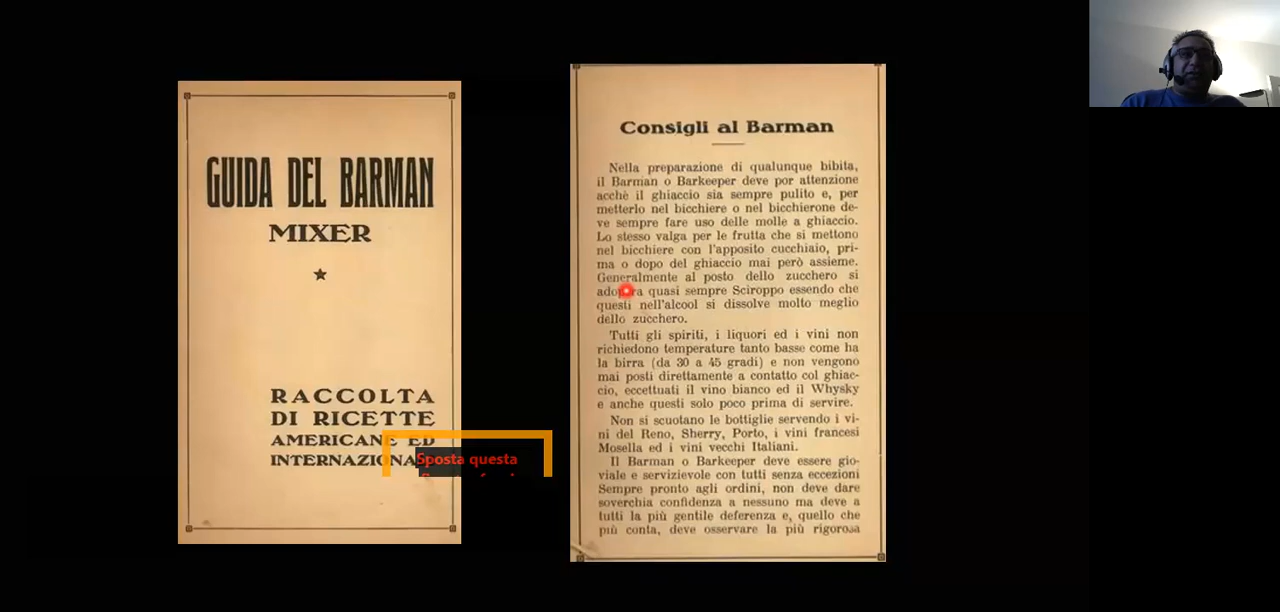 GUIDA DEL BARMAN
MIXER
RACCOLTA
DI RICETTE
AMERICANE ED
INTERNAZIONA
Sposta questa
Consigli al Barman
Nella preparazione di qualunque bibita,
il Barman o Barkeeper deve por attenzione
acchè il ghiaccio sia sempre pulito e, per
metterlo nel bicchiere o nel bicchierone de-
ve sempre fare uso delle molle a ghiaccio.
Lo stesso valga per le frutta che si mettono
nel bicchiere con l'apposito cucchiaio, pri-
ma o dopo del ghiaccio mai però assieme.
Generalmente al posto dello zucchero si
adopera quasi sempre Sciroppo essendo che
questi nell'alcool si dissolve molto meglio
dello zucchero.
Tutti gli spiriti, i liquori ed i vini non
richiedono temperature tanto basse come ha
la birra (da 30 a 45 gradi) e non vengono
mai posti direttamente a contatto col ghiac-
cio, eccettuati il vino bianco ed il Whysky
e anche questi solo poco prima di servire.
Non si scuotano le bottiglie servendo i vi-
ni del Reno, Sherry, Porto, i vini francesi
Mosella ed i vini vecchi Italiani.
Il Barman o Barkeeper deve essere gio-
viale e servizievole con tutti senza eccezioni
Sempre pronto agli ordini, non deve dare
soverchia confidenza a nessuno ma deve a
tutti la più gentile deferenza e, quello che
più conta, deve osservare la più rigorosa